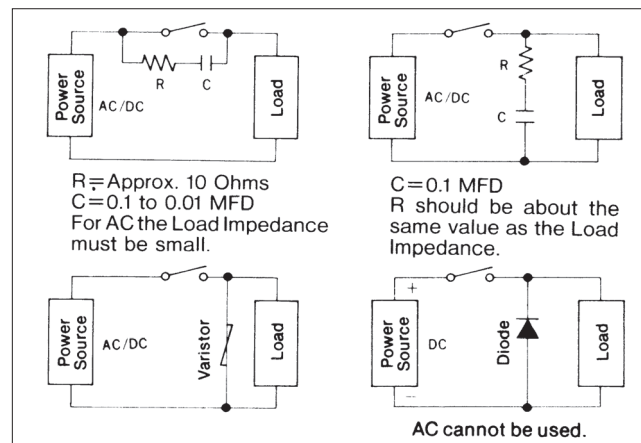 Power Source
AC/DC
R
C
Load
R=Approx. 10 Ohms
C=0.1 to 0.01 MFD
For AC the Load Impedance
must be small.
Power Source
AC/DC
R
C
Load
C=0.1 MFD
R should be about the
same value as the Load
Impedance.
Power Source
AC/DC
Varistor
Load
Power Source
+
DC
−
Diode
Load
AC cannot be used.